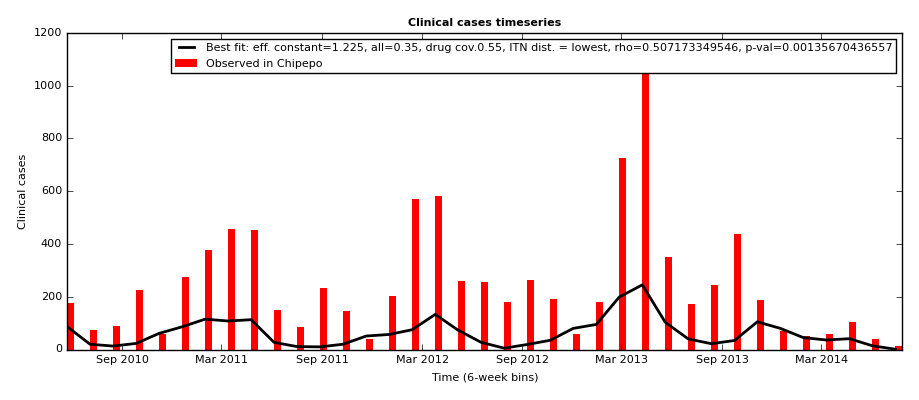 Clinical cases timeseries
Best fit: eff. constant=1.225, all=0.35, drug cov.0.55, ITN dist. = lowest, rho=0.507173349546, p-val=0.00135670436557
Observed in Chipepo
1200
1000
800
600
400
200
0
Clinical cases
Sep 2010 Mar 2011 Sep 2011 Mar 2012 Sep 2012 Mar 2013 Sep 2013 Mar 2014
Time (6-week bins)